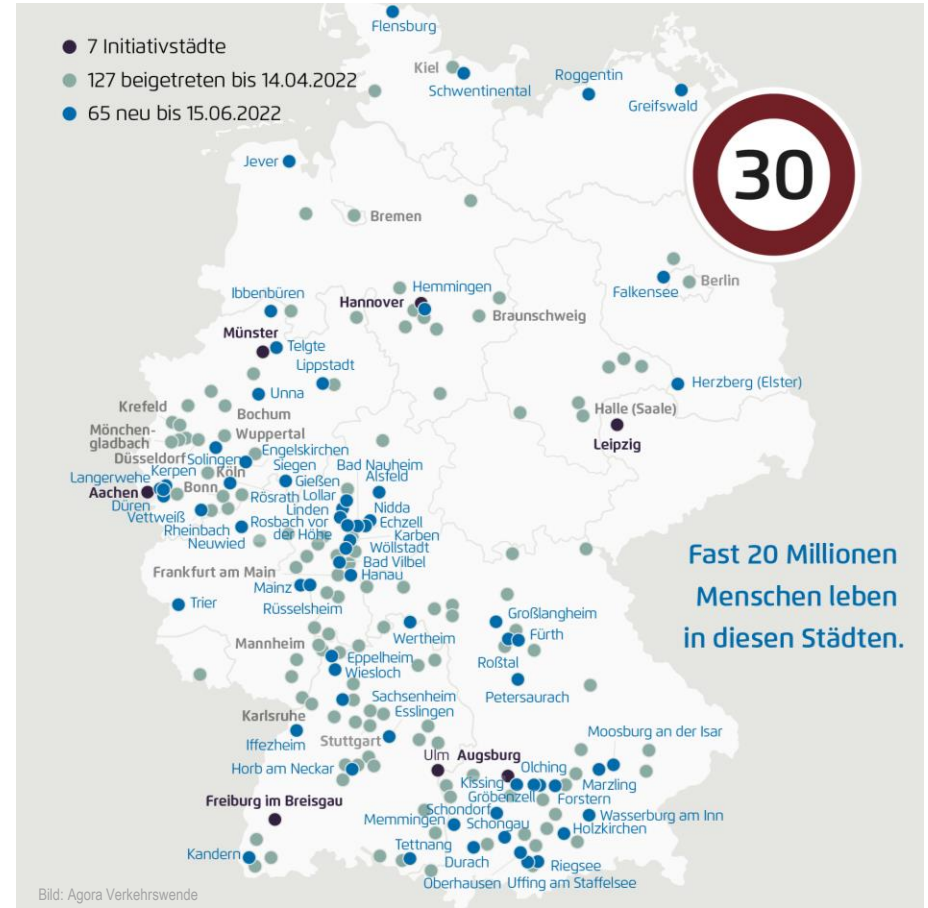 7 Initiativstädte
127 beigetreten bis 14.04.2022
65 neu bis 15.06.2022
Flensburg
Kiel
Schwentinental
Roggentin
Greifswald
30
Jever
Bremen
Berlin
Falkensee
Ibbenbüren
Hannover
Hemmingen
Braunschweig
Münster
Telgte
Lippstadt
Unna
Herzberg (Elster)
Krefeld
Bochum
Halle (Saale)
Mönchen-
gladbach
Wuppertal
Leipzig
Düsseldorf
Solingen
Engelskirchen
Langerwehe
Kerpen
Köln
Siegen
Bad Nauheim
Aachen
Bonn
Gießen
Alsfeld
Düren
Rösrath
Lollar
Vettweiß
Linden
Nidda
Rheinbach
Rosbach vor
der Höhe
Echzell
Neuwied
Karben
Wöllstadt
Frankfurt am Main
Bad Vilbel
Mainz
Hanau
Rüsselsheim
Trier
Fast 20 Millionen
Menschen leben
in diesen Städten.
Großlangheim
Wertheim
Fürth
Mannheim
Eppelheim
Roßtal
Wiesloch
Petersaurach
Sachsenheim
Karlsruhe
Esslingen
Iffezheim
Stuttgart
Moosburg an der Isar
Horb am Neckar
Ulm
Augsburg
Olching
Kissing
Marzling
Gröbenzell
Forstern
Freiburg im Breisgau
Schondorf
Wasserburg am Inn
Memmingen
Schongau
Holzkirchen
Kandern
Tettnang
Durach
Riegsee
Oberhausen
Uffing am Staffelsee
Bild: Agora Verkehrswende